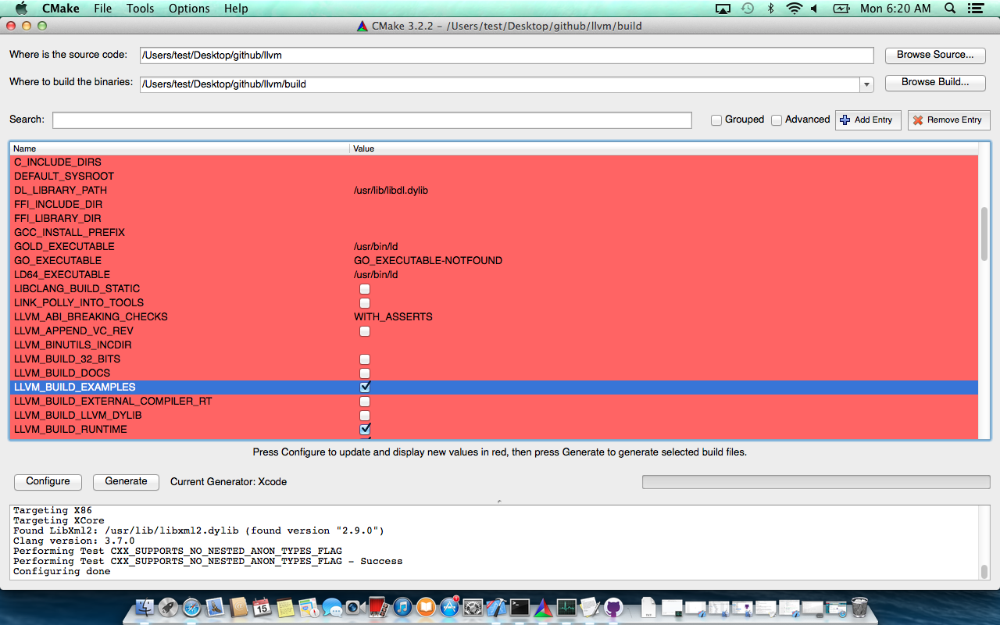 CMake File Tools Options Help Mon 6:20 AM
CMake 3.2.2 - /Users/test/Desktop/github/llvm/build
Where is the source code: /Users/test/Desktop/github/llvm Browse Source...
Where to build the binaries: /Users/test/Desktop/github/llvm/build Browse Build...
Search: Grouped Advanced Add Entry Remove Entry
Name Value
C_INCLUDE_DIRS
DEFAULT_SYSROOT
DL_LIBRARY_PATH /usr/lib/libdl.dylib
FFI_INCLUDE_DIR
FFI_LIBRARY_DIR
GCC_INSTALL_PREFIX
GOLD_EXECUTABLE /usr/bin/ld
GO_EXECUTABLE GO_EXECUTABLE-NOTFOUND
LD64_EXECUTABLE /usr/bin/ld
LIBCLANG_BUILD_STATIC
LINK_POLLY_INTO_TOOLS
LLVM_ABI_BREAKING_CHECKS WITH_ASSERTS
LLVM_APPEND_VC_REV
LLVM_BINUTILS_INCDIR
LLVM_BUILD_32_BITS
LLVM_BUILD_DOCS
LLVM_BUILD_EXAMPLES
LLVM_BUILD_EXTERNAL_COMPILER_RT
LLVM_BUILD_LLVM_DYLIB
LLVM_BUILD_RUNTIME
Press Configure to update and display new values in red, then press Generate to generate selected build files.
Configure Generate Current Generator: Xcode
Targeting X86
Targeting XCore
Found LibXml2: /usr/lib/libxml2.dylib (found version "2.9.0")
Clang version: 3.7.0
Performing Test CXX_SUPPORTS_NO_NESTED_ANON_TYPES_FLAG
Performing Test CXX_SUPPORTS_NO_NESTED_ANON_TYPES_FLAG - Success
Configuring done
15